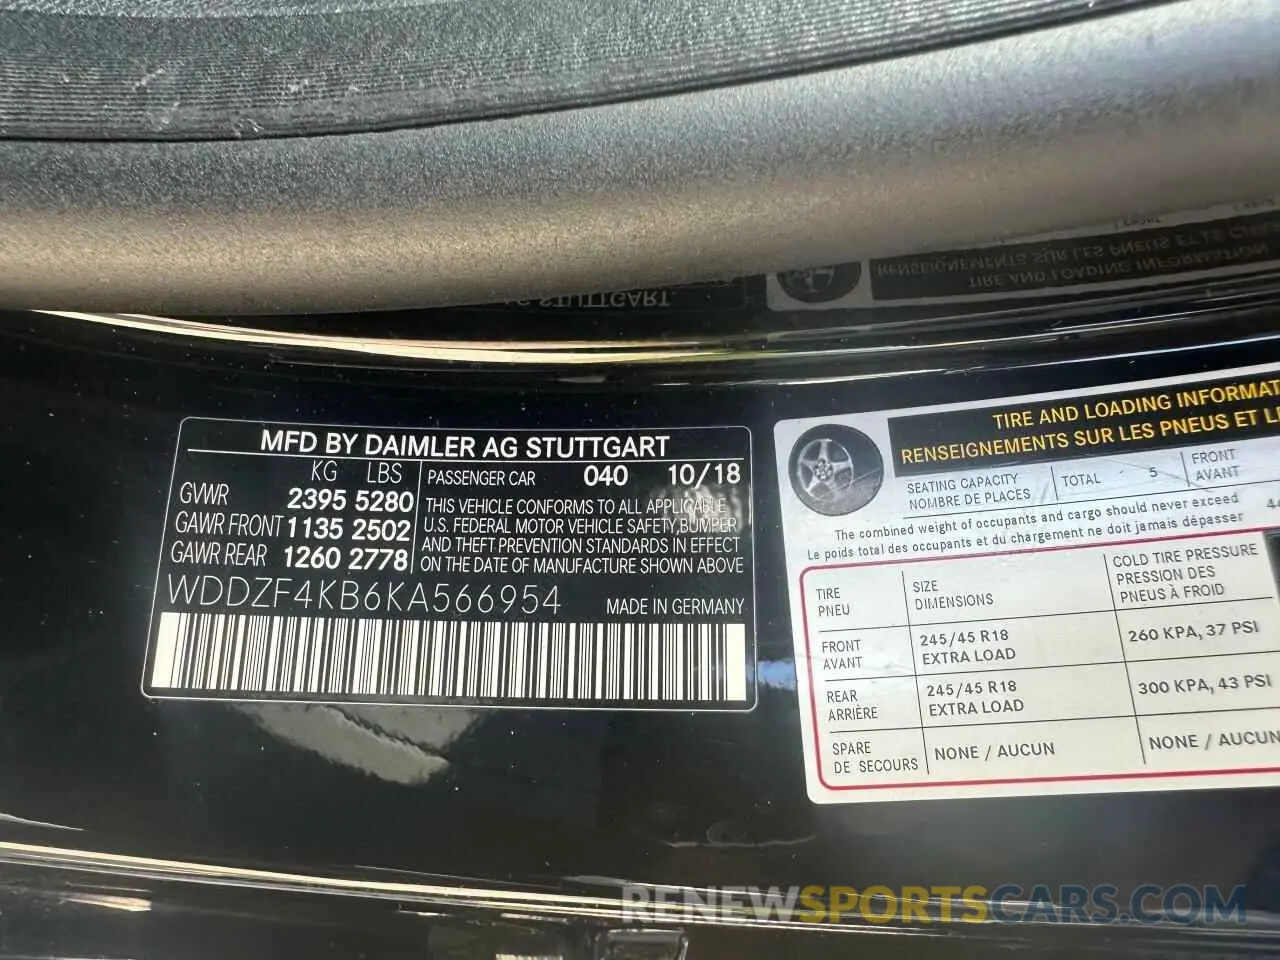 MFD BY DAIMLER AG STUTTGART
KG LBS
GVWR 2395 5280
GAWR FRONT 1135 2502
GAWR REAR 1260 2778
PASSENGER CAR 040 10/18
THIS VEHICLE CONFORMS TO ALL APPLICABLE
U.S. FEDERAL MOTOR VEHICLE SAFETY, BUMPER
AND THEFT PREVENTION STANDARDS IN EFFECT
ON THE DATE OF MANUFACTURE SHOWN ABOVE
WDDZF4KB6KA566954
MADE IN GERMANY
TIRE AND LOADING INFORMAT
RENSEIGNEMENTS SUR LES PNEUS ET L
SEATING CAPACITY
NOMBRE DE PLACES
TOTAL 5
FRONT
AVANT
The combined weight of occupants and cargo should never exceed
Le poids total des occupants et du chargement ne doit jamais dépasser
TIRE
PNEU
SIZE
DIMENSIONS
COLD TIRE PRESSURE
PRESSION DES
PNEUS À FROID
FRONT
AVANT
245/45 R18
EXTRA LOAD
260 KPA, 37 PSI
REAR
ARRIÈRE
245/45 R18
EXTRA LOAD
300 KPA, 43 PSI
SPARE
DE SECOURS
NONE / AUCUN
NONE / AUCUN
RENEWSPORTSCARS.COM